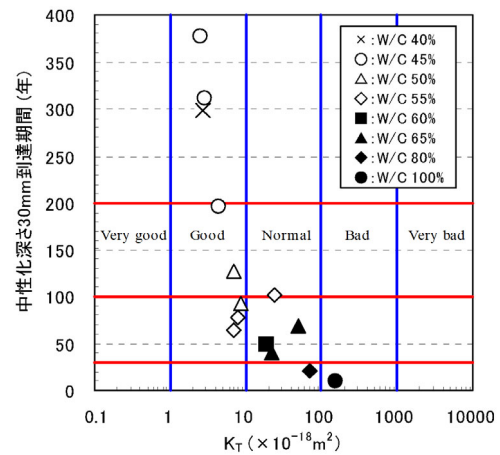 400
350
300
250
200
150
100
50
0
中性化深さ30mm到達期間 (年)
×: W/C 40%
○: W/C 45%
△: W/C 50%
◇: W/C 55%
■: W/C 60%
▲: W/C 65%
◆: W/C 80%
●: W/C 100%
Very good Good Normal Bad Very bad
0.1 1 10 100 1000 10000
K_T (×10⁻¹⁸m²)